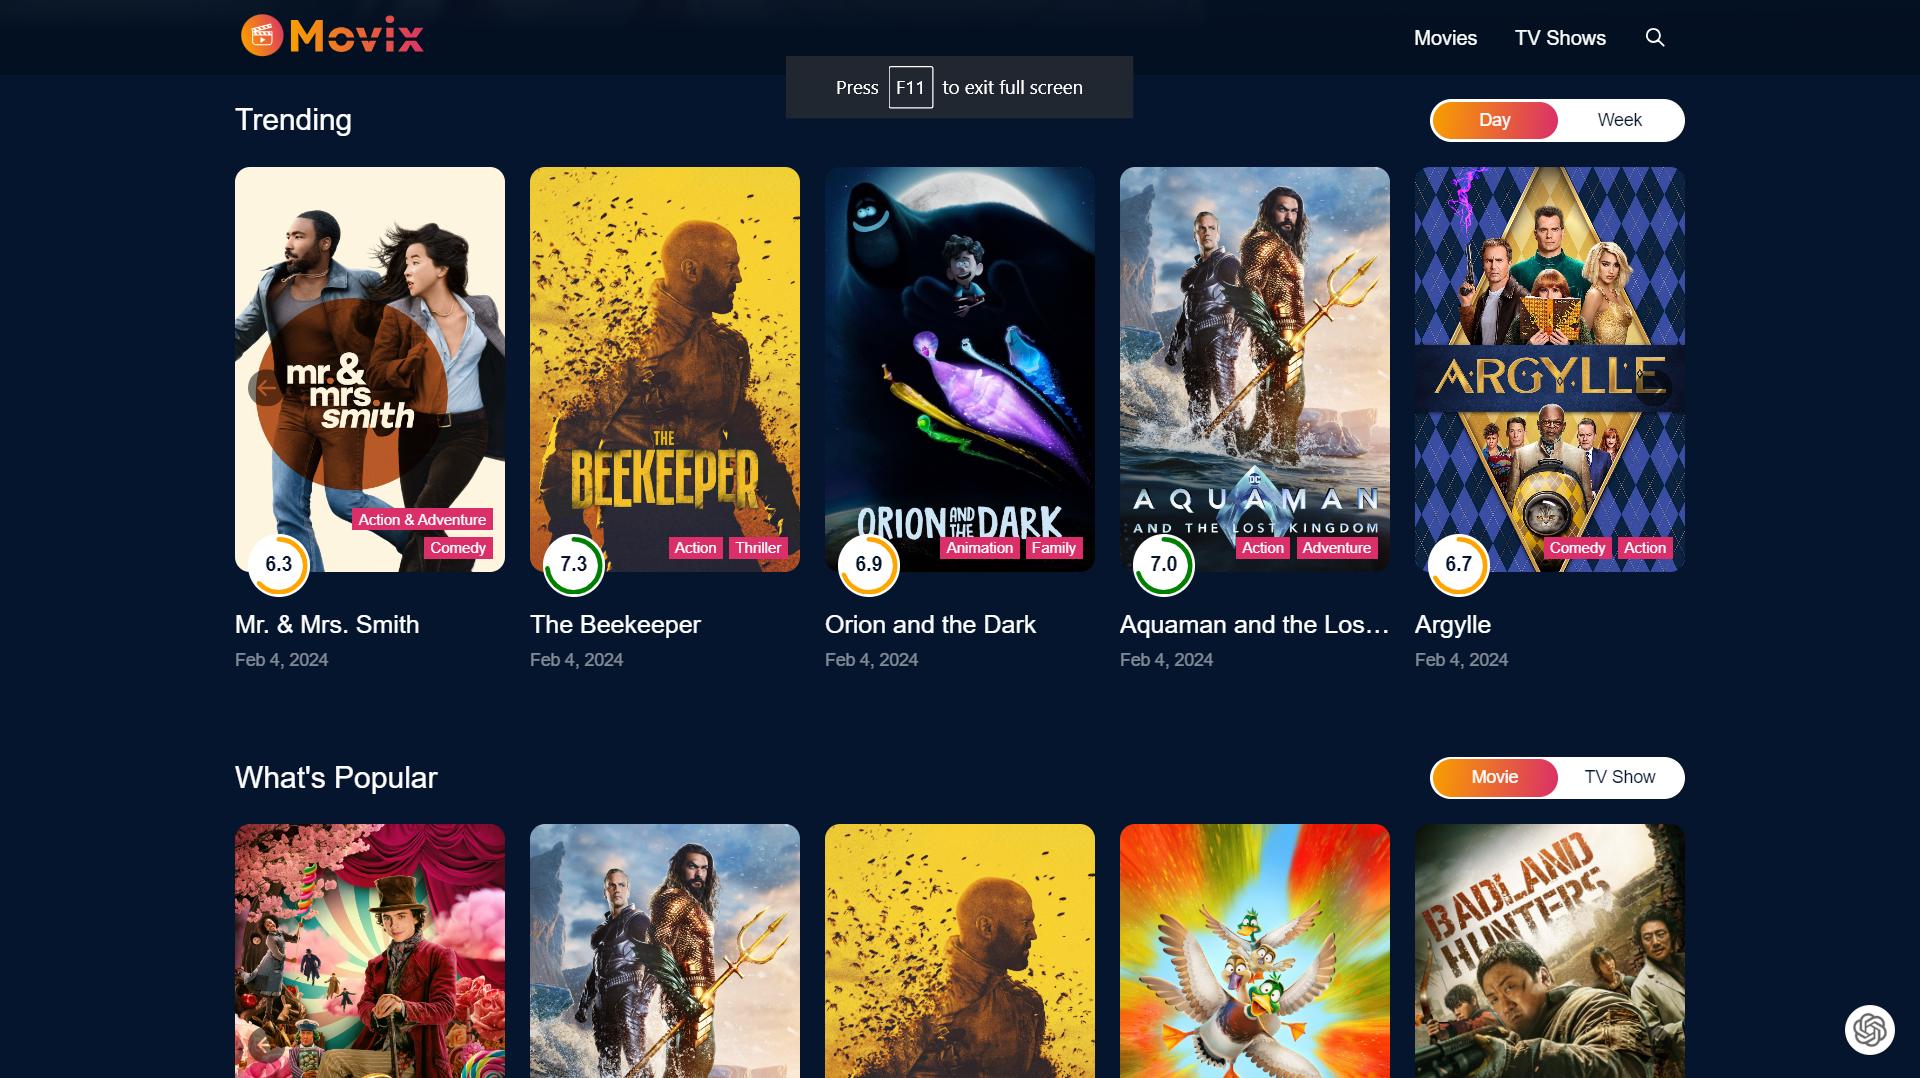 Movix
Movies
TV Shows
Press F11 to exit full screen
Trending
Day
Week
mr. &
mrs.
smith
Action & Adventure
Comedy
6.3
Mr. & Mrs. Smith
Feb 4, 2024
THE
BEEKEEPER
Action
Thriller
7.3
The Beekeeper
Feb 4, 2024
ORION AND THE DARK
Animation
Family
6.9
Orion and the Dark
Feb 4, 2024
DC
AQUAMAN
AND THE LOST KINGDOM
Action
Adventure
7.0
Aquaman and the Los...
Feb 4, 2024
ARGYLLE
Comedy
Action
6.7
Argylle
Feb 4, 2024
What's Popular
Movie
TV Show
BADLAND
HUNTERS